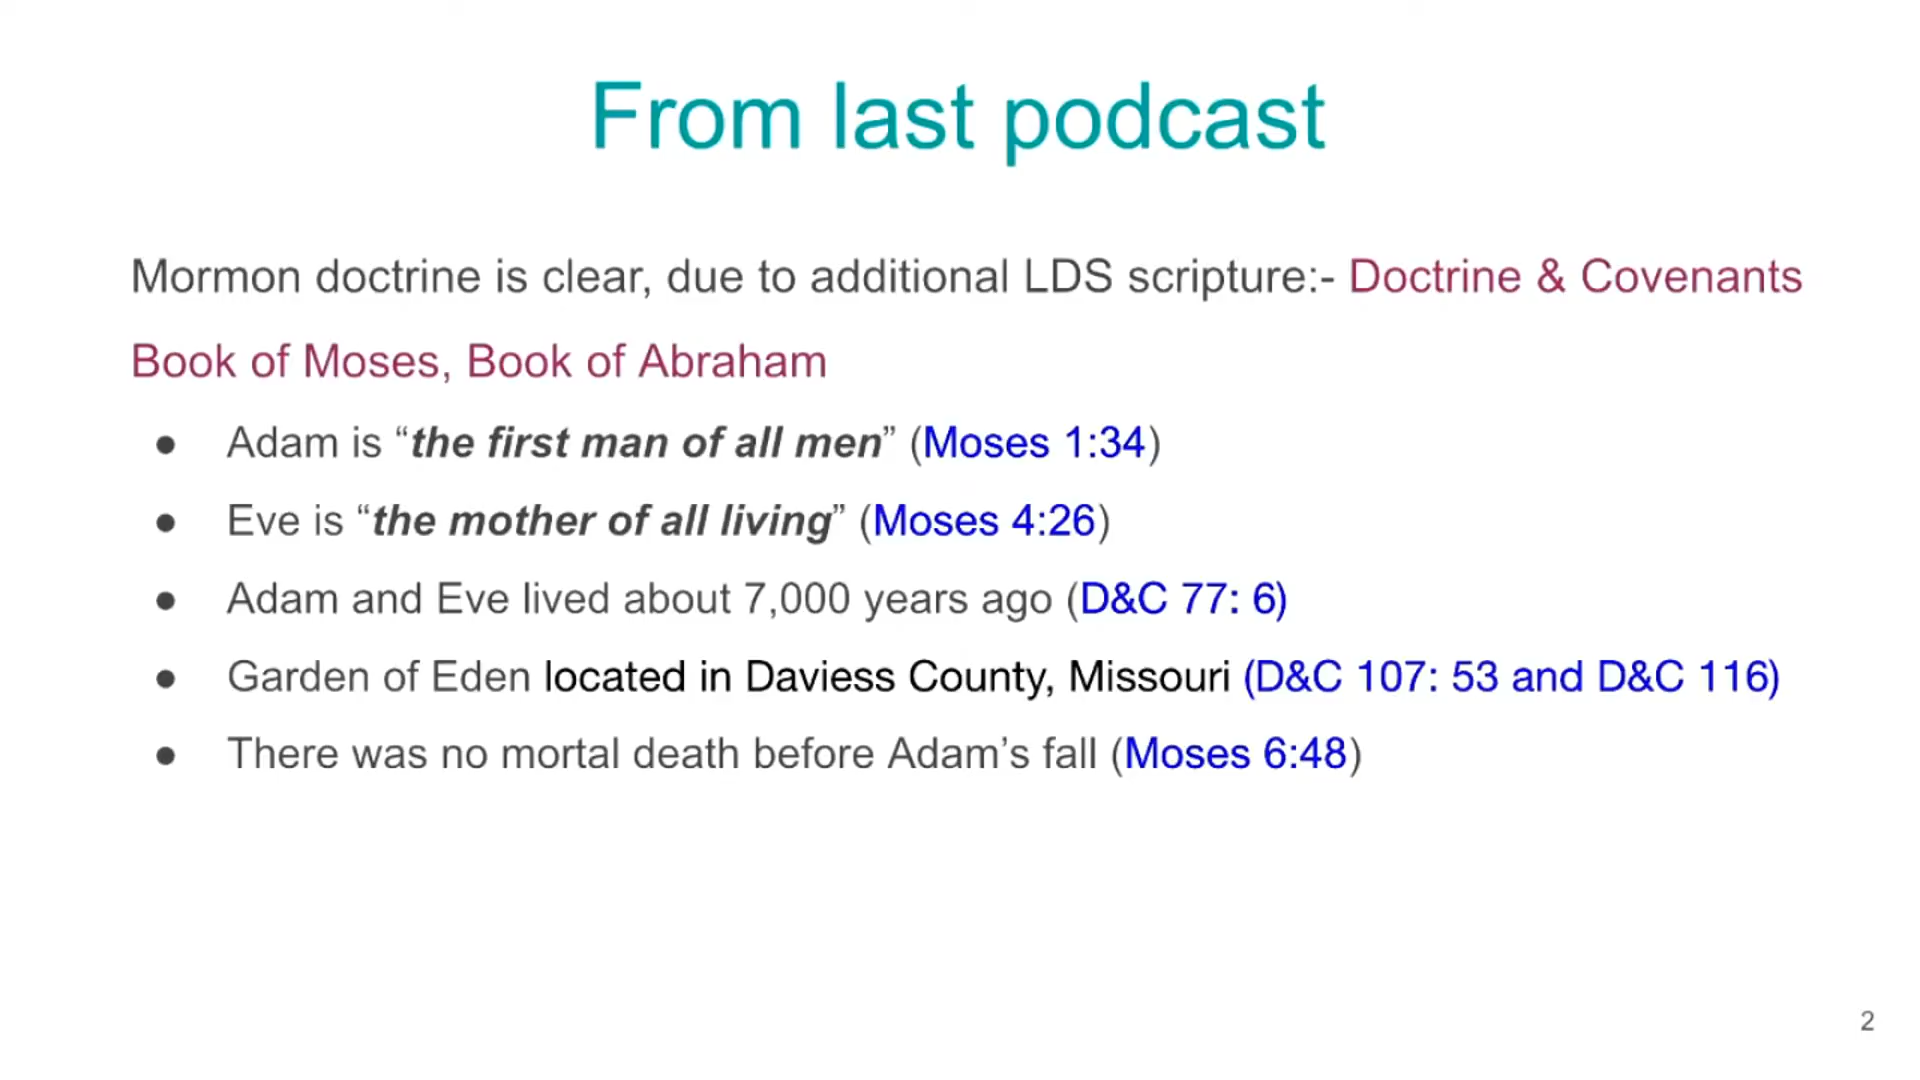 From last podcast
Mormon doctrine is clear, due to additional LDS scripture:- Doctrine & Covenants
Book of Moses, Book of Abraham
● Adam is “the first man of all men” (Moses 1:34)
● Eve is “the mother of all living” (Moses 4:26)
● Adam and Eve lived about 7,000 years ago (D&C 77: 6)
● Garden of Eden located in Daviess County, Missouri (D&C 107: 53 and D&C 116)
● There was no mortal death before Adam’s fall (Moses 6:48)
2